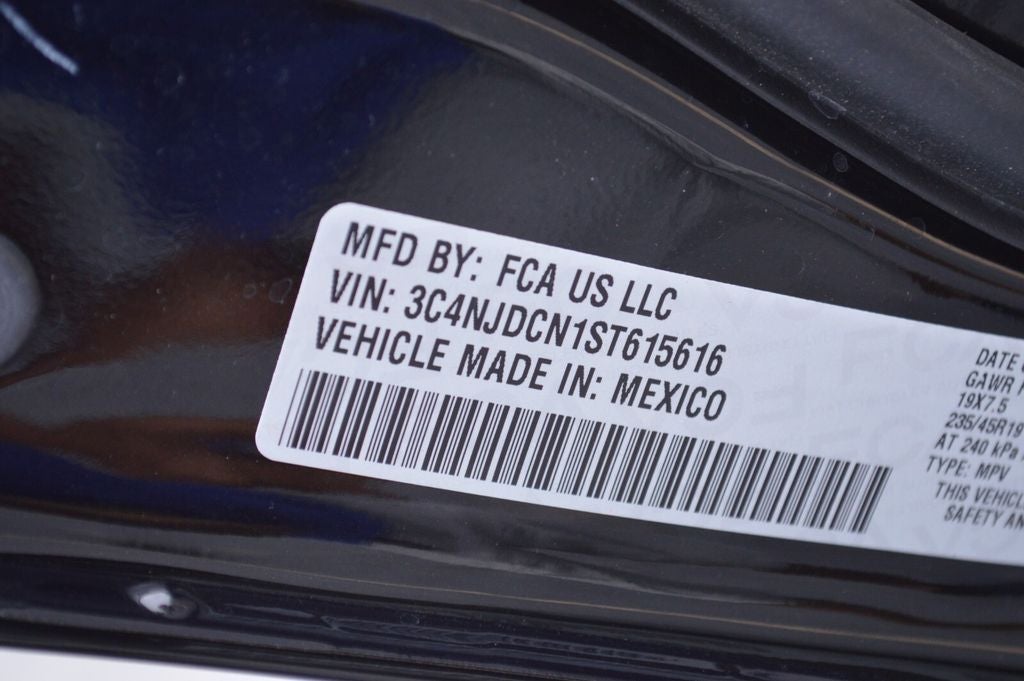 MFD BY: FCA US LLC
VIN: 3C4NJDCN1ST615616
VEHICLE MADE IN: MEXICO
DATE
GAWR
19X7.5
235/45R19
AT 240 kPa
TYPE: MPV
THIS VEHICL
SAFETY AN